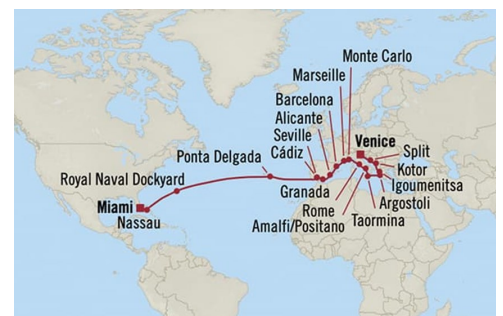 Monte Carlo
Marseille
Barcelona
Alicante
Seville
Cádiz
Venice
Split
Kotor
Igoumenitsa
Argostoli
Ponta Delgada
Royal Naval Dockyard
Miami
Nassau
Granada
Rome
Amalfi/Positano
Taormina